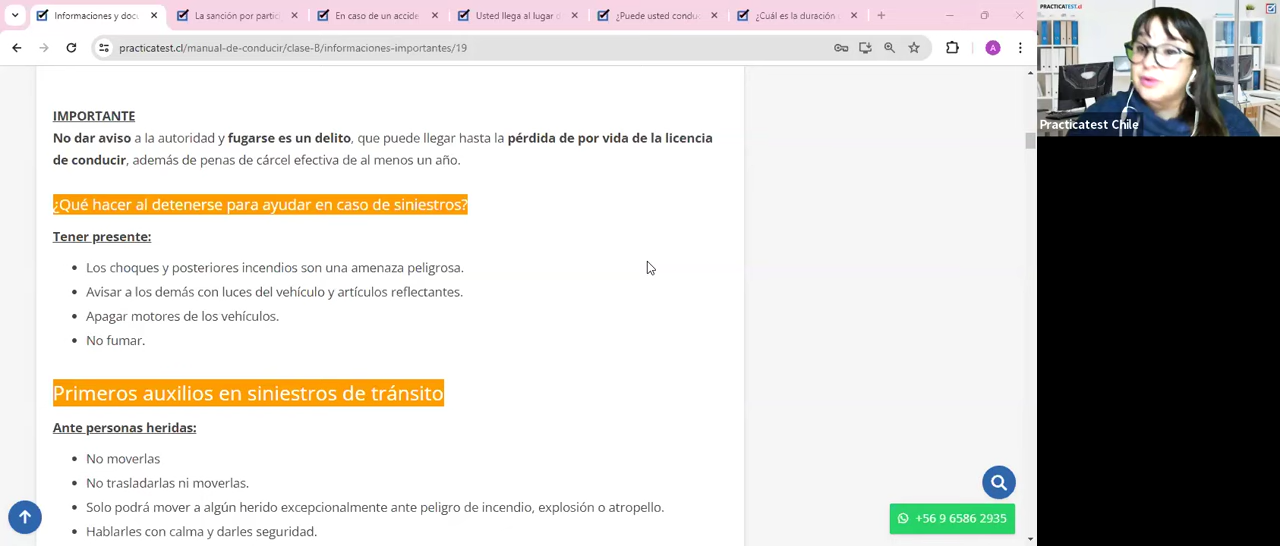 Informaciones y docu
La sanción por partici
En caso de un accide
Usted llega al lugar d
¿Puede usted condu
¿Cuál es la duración
practicatest.cl/manual-de-conducir/clase-B/informaciones-importantes/19
A
PRACTICATEST.cl
Practicatest Chile
IMPORTANTE
No dar aviso a la autoridad y fugarse es un delito, que puede llegar hasta la pérdida de por vida de la licencia
de conducir, además de penas de cárcel efectiva de al menos un año.
¿Qué hacer al detenerse para ayudar en caso de siniestros?
Tener presente:
Los choques y posteriores incendios son una amenaza peligrosa.
Avisar a los demás con luces del vehículo y artículos reflectantes.
Apagar motores de los vehículos.
No fumar.
Primeros auxilios en siniestros de tránsito
Ante personas heridas:
No moverlas
No trasladarlas ni moverlas.
Solo podrá mover a algún herido excepcionalmente ante peligro de incendio, explosión o atropello.
Hablarles con calma y darles seguridad.
+56 9 6586 2935